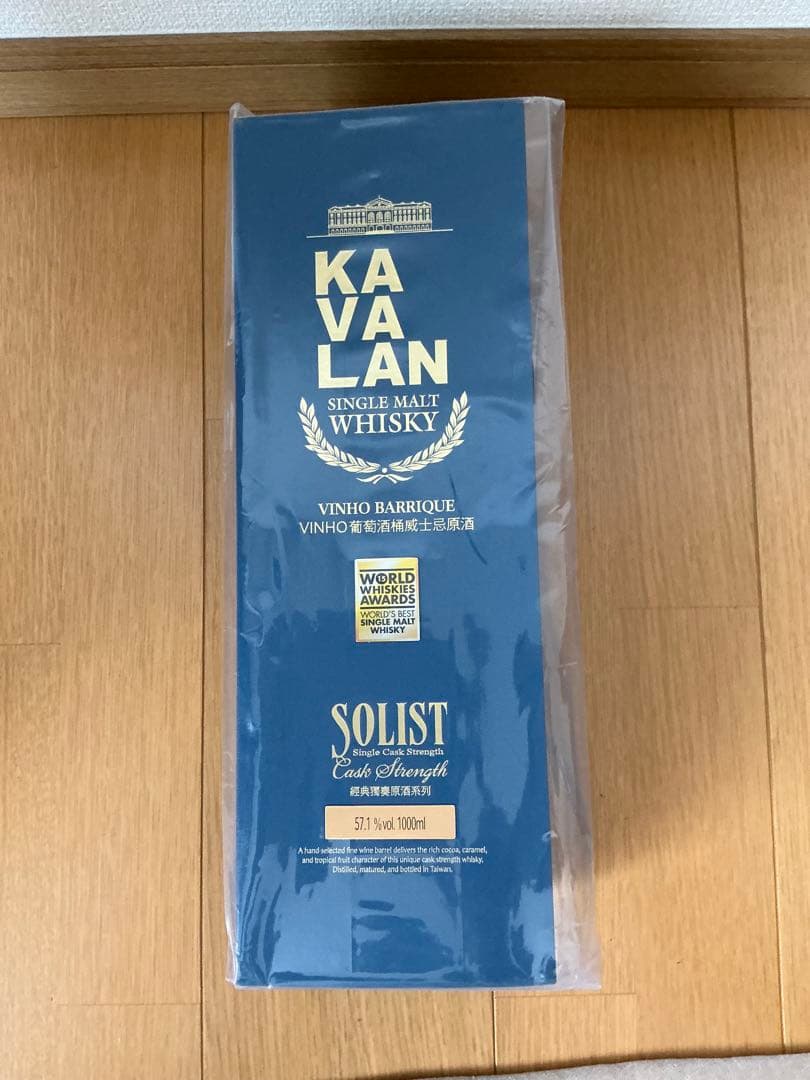 KA
VA
LAN
SINGLE MALT
WHISKY
VINHO BARRIQUE
VINHO葡萄酒桶威士忌原酒
15
WORLD
WHISKIES
AWARDS
WORLD'S BEST
SINGLE MALT
WHISKY
SOLIST
Single Cask Strength
Cask Strength
經典獨奏原酒系列
57.1 %vol. 1000ml
A hand-selected fine wine barrel delivers the rich cocoa, caramel,
and tropical fruit character of this unique cask strength whisky.
Distilled, matured, and bottled in Taiwan.